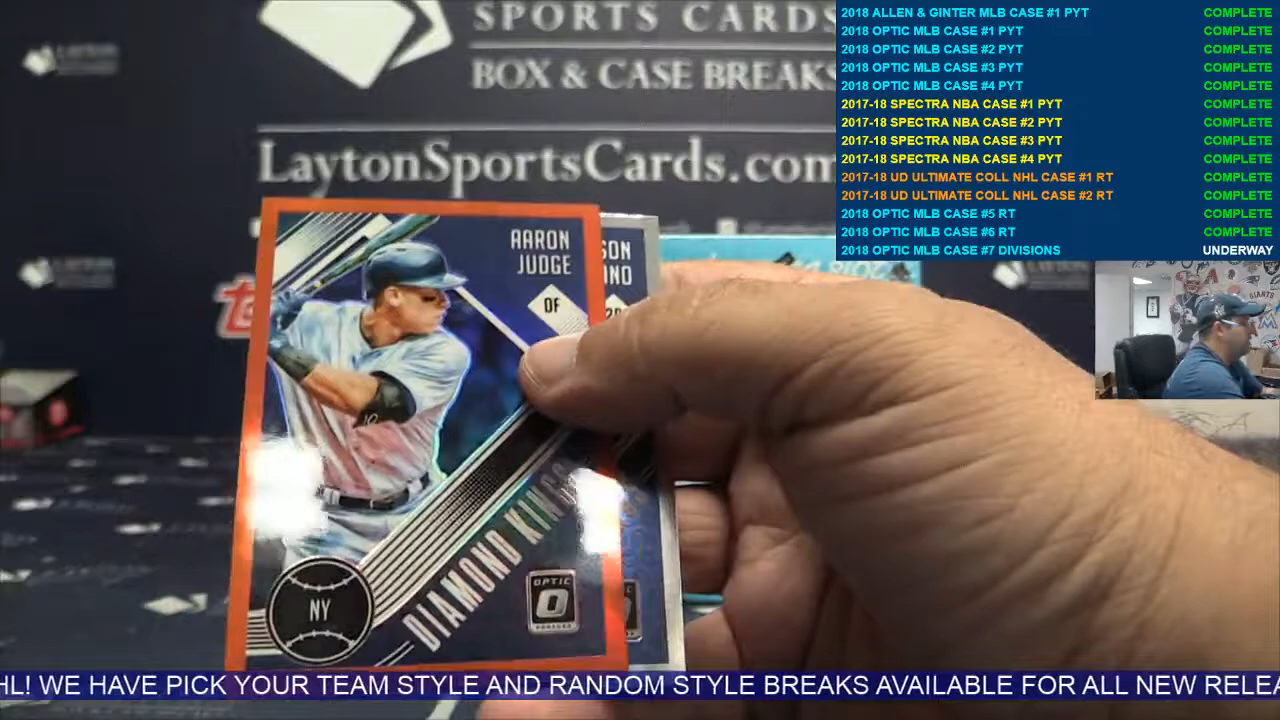 SPORTS CARDS
BOX & CASE BREAKS
LaytonSportsCards.com
2018 ALLEN & GINTER MLB CASE #1 PYT COMPLETE
2018 OPTIC MLB CASE #1 PYT COMPLETE
2018 OPTIC MLB CASE #2 PYT COMPLETE
2018 OPTIC MLB CASE #3 PYT COMPLETE
2018 OPTIC MLB CASE #4 PYT COMPLETE
2017-18 SPECTRA NBA CASE #1 PYT COMPLETE
2017-18 SPECTRA NBA CASE #2 PYT COMPLETE
2017-18 SPECTRA NBA CASE #3 PYT COMPLETE
2017-18 SPECTRA NBA CASE #4 PYT COMPLETE
2017-18 UD ULTIMATE COLL NHL CASE #1 RT COMPLETE
2017-18 UD ULTIMATE COLL NHL CASE #2 RT COMPLETE
2018 OPTIC MLB CASE #5 RT COMPLETE
2018 OPTIC MLB CASE #6 RT COMPLETE
2018 OPTIC MLB CASE #7 DIVISIONS UNDERWAY
AARON
JUDGE
OF
SON
NO
DIAMOND KINGS
NY
OPTIC
HL! WE HAVE PICK YOUR TEAM STYLE AND RANDOM STYLE BREAKS AVAILABLE FOR ALL NEW RELEA